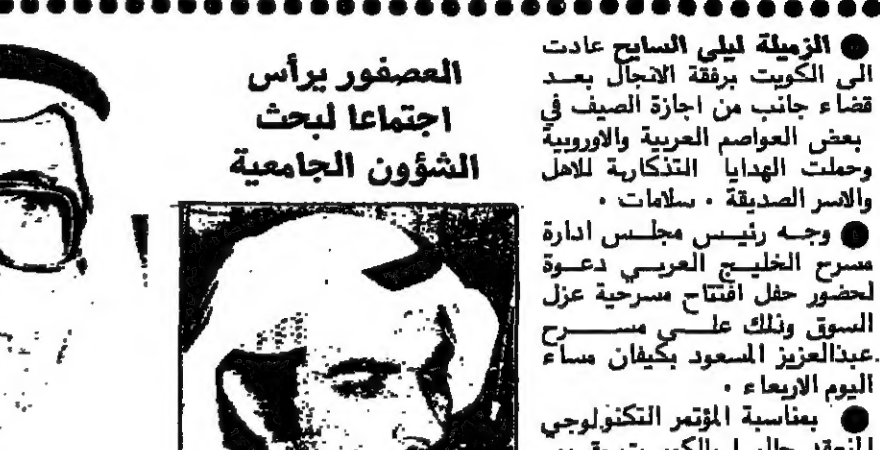 ● الزميلة ليلى السايح عادت
الى الكويت برفقة الانجال بعد
قضاء جانب من اجازة الصيف في
بعض العواصم العربية والاوروبية
وحملت الهدايا التذكارية للاهل
والاسر الصديقة . سلامات .
● وجه رئيس مجلس ادارة
مسرح الخليج العربي دعوة
لحضور حفل افتتاح مسرحية عزل
السوق وذلك على مسرح
عبدالعزيز المسعود بكيفان مساء
اليوم الاربعاء .
● بمناسبة المؤتمر التكنولوجي
المنعقد حاليا بالكويت
العصفور يرأس
اجتماعا لبحث
الشؤون الجامعية